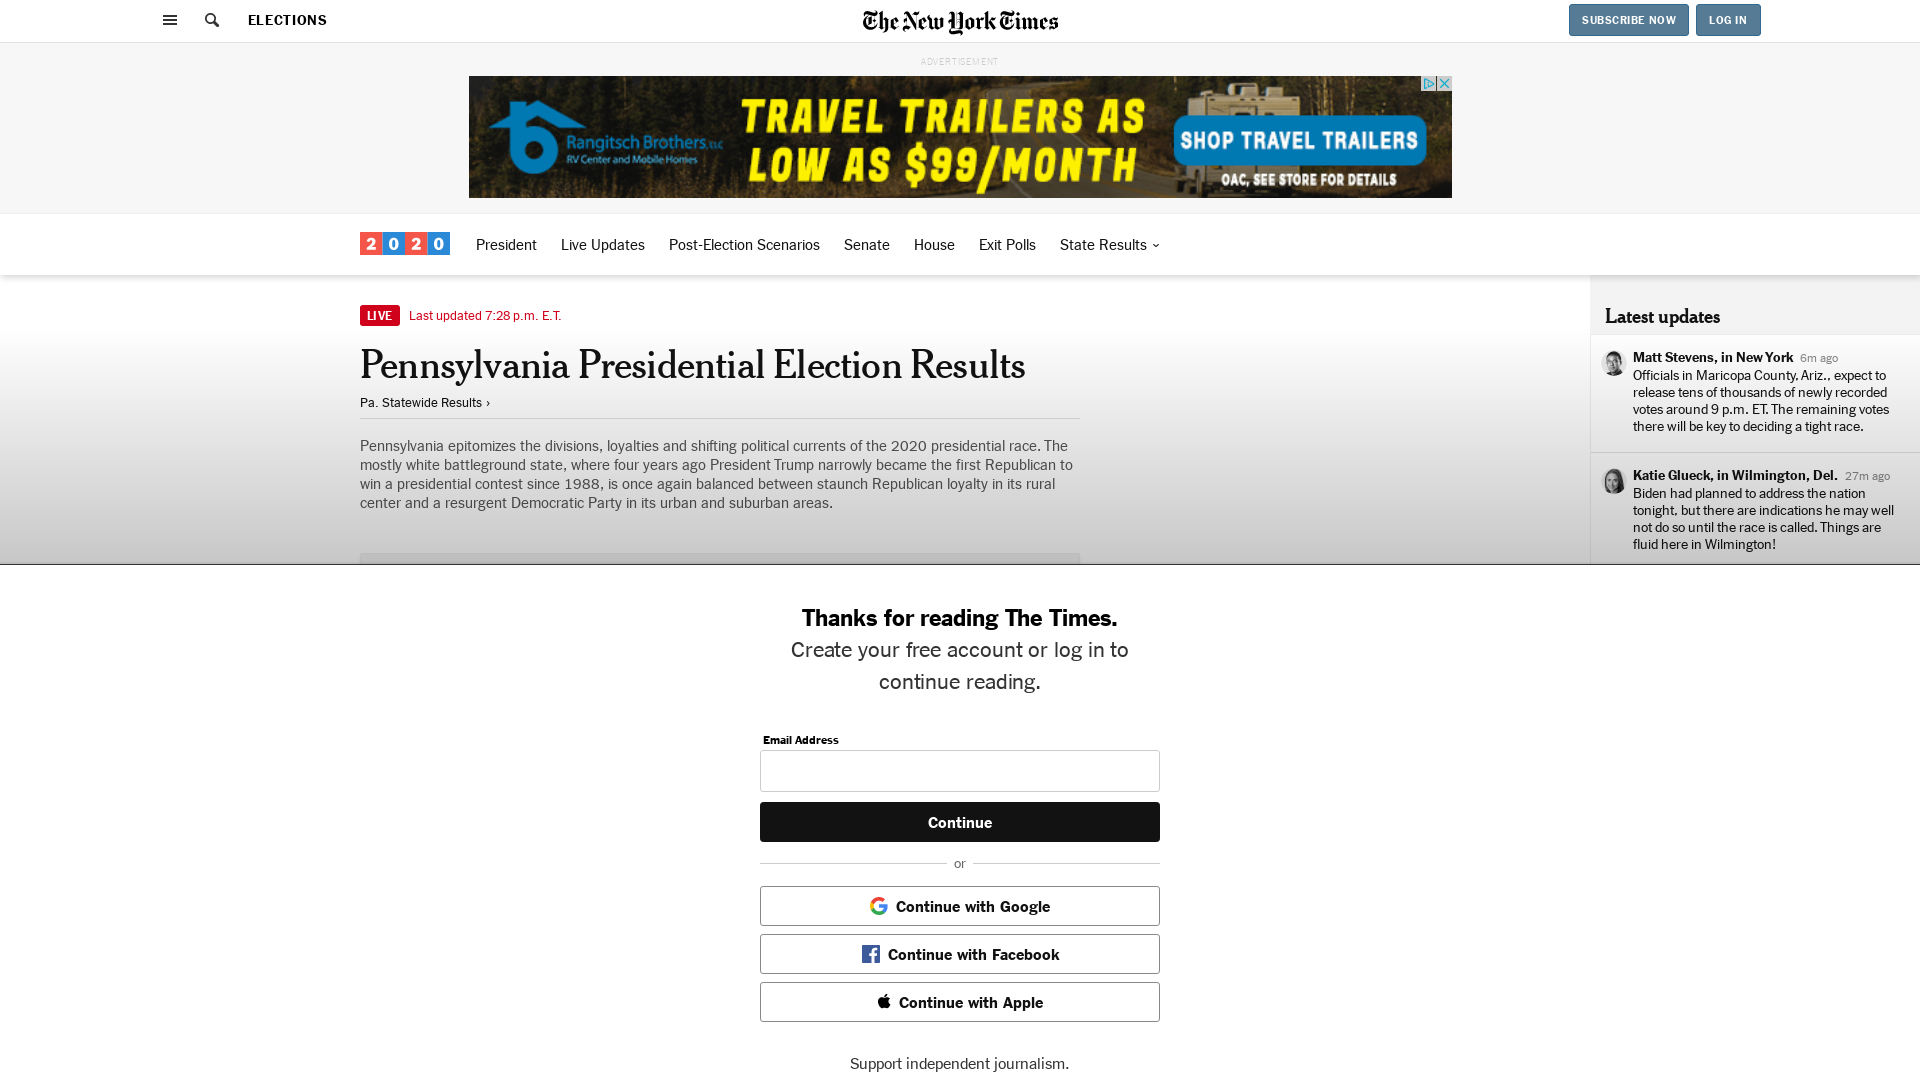 ELECTIONS
The New York Times
SUBSCRIBE NOW
LOG IN
ADVERTISEMENT
Rangitsch Brothers, LLC
RV Center and Mobile Homes
TRAVEL TRAILERS AS
LOW AS $99/MONTH
SHOP TRAVEL TRAILERS
OAC, SEE STORE FOR DETAILS
2020
President
Live Updates
Post-Election Scenarios
Senate
House
Exit Polls
State Results
LIVE Last updated 7:28 p.m. E.T.
Pennsylvania Presidential Election Results
Pa. Statewide Results ›
Pennsylvania epitomizes the divisions, loyalties and shifting political currents of the 2020 presidential race. The
mostly white battleground state, where four years ago President Trump narrowly became the first Republican to
win a presidential contest since 1988, is once again balanced between staunch Republican loyalty in its rural
center and a resurgent Democratic Party in its urban and suburban areas.
Latest updates
Matt Stevens, in New York 6m ago
Officials in Maricopa County, Ariz., expect to
release tens of thousands of newly recorded
votes around 9 p.m. ET. The remaining votes
there will be key to deciding a tight race.
Katie Glueck, in Wilmington, Del. 27m ago
Biden had planned to address the nation
tonight, but there are indications he may well
not do so until the race is called. Things are
fluid here in Wilmington!
Thanks for reading The Times.
Create your free account or log in to
continue reading.
Email Address
Continue
or
Continue with Google
Continue with Facebook
Continue with Apple
Support independent journalism.